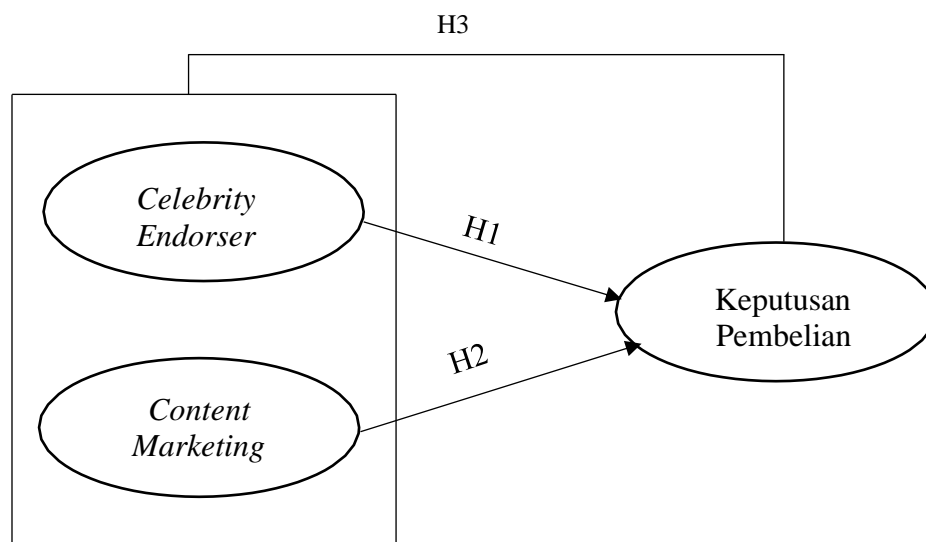 H3
Celebrity
Endorser
H1
Keputusan
Pembelian
H2
Content
Marketing